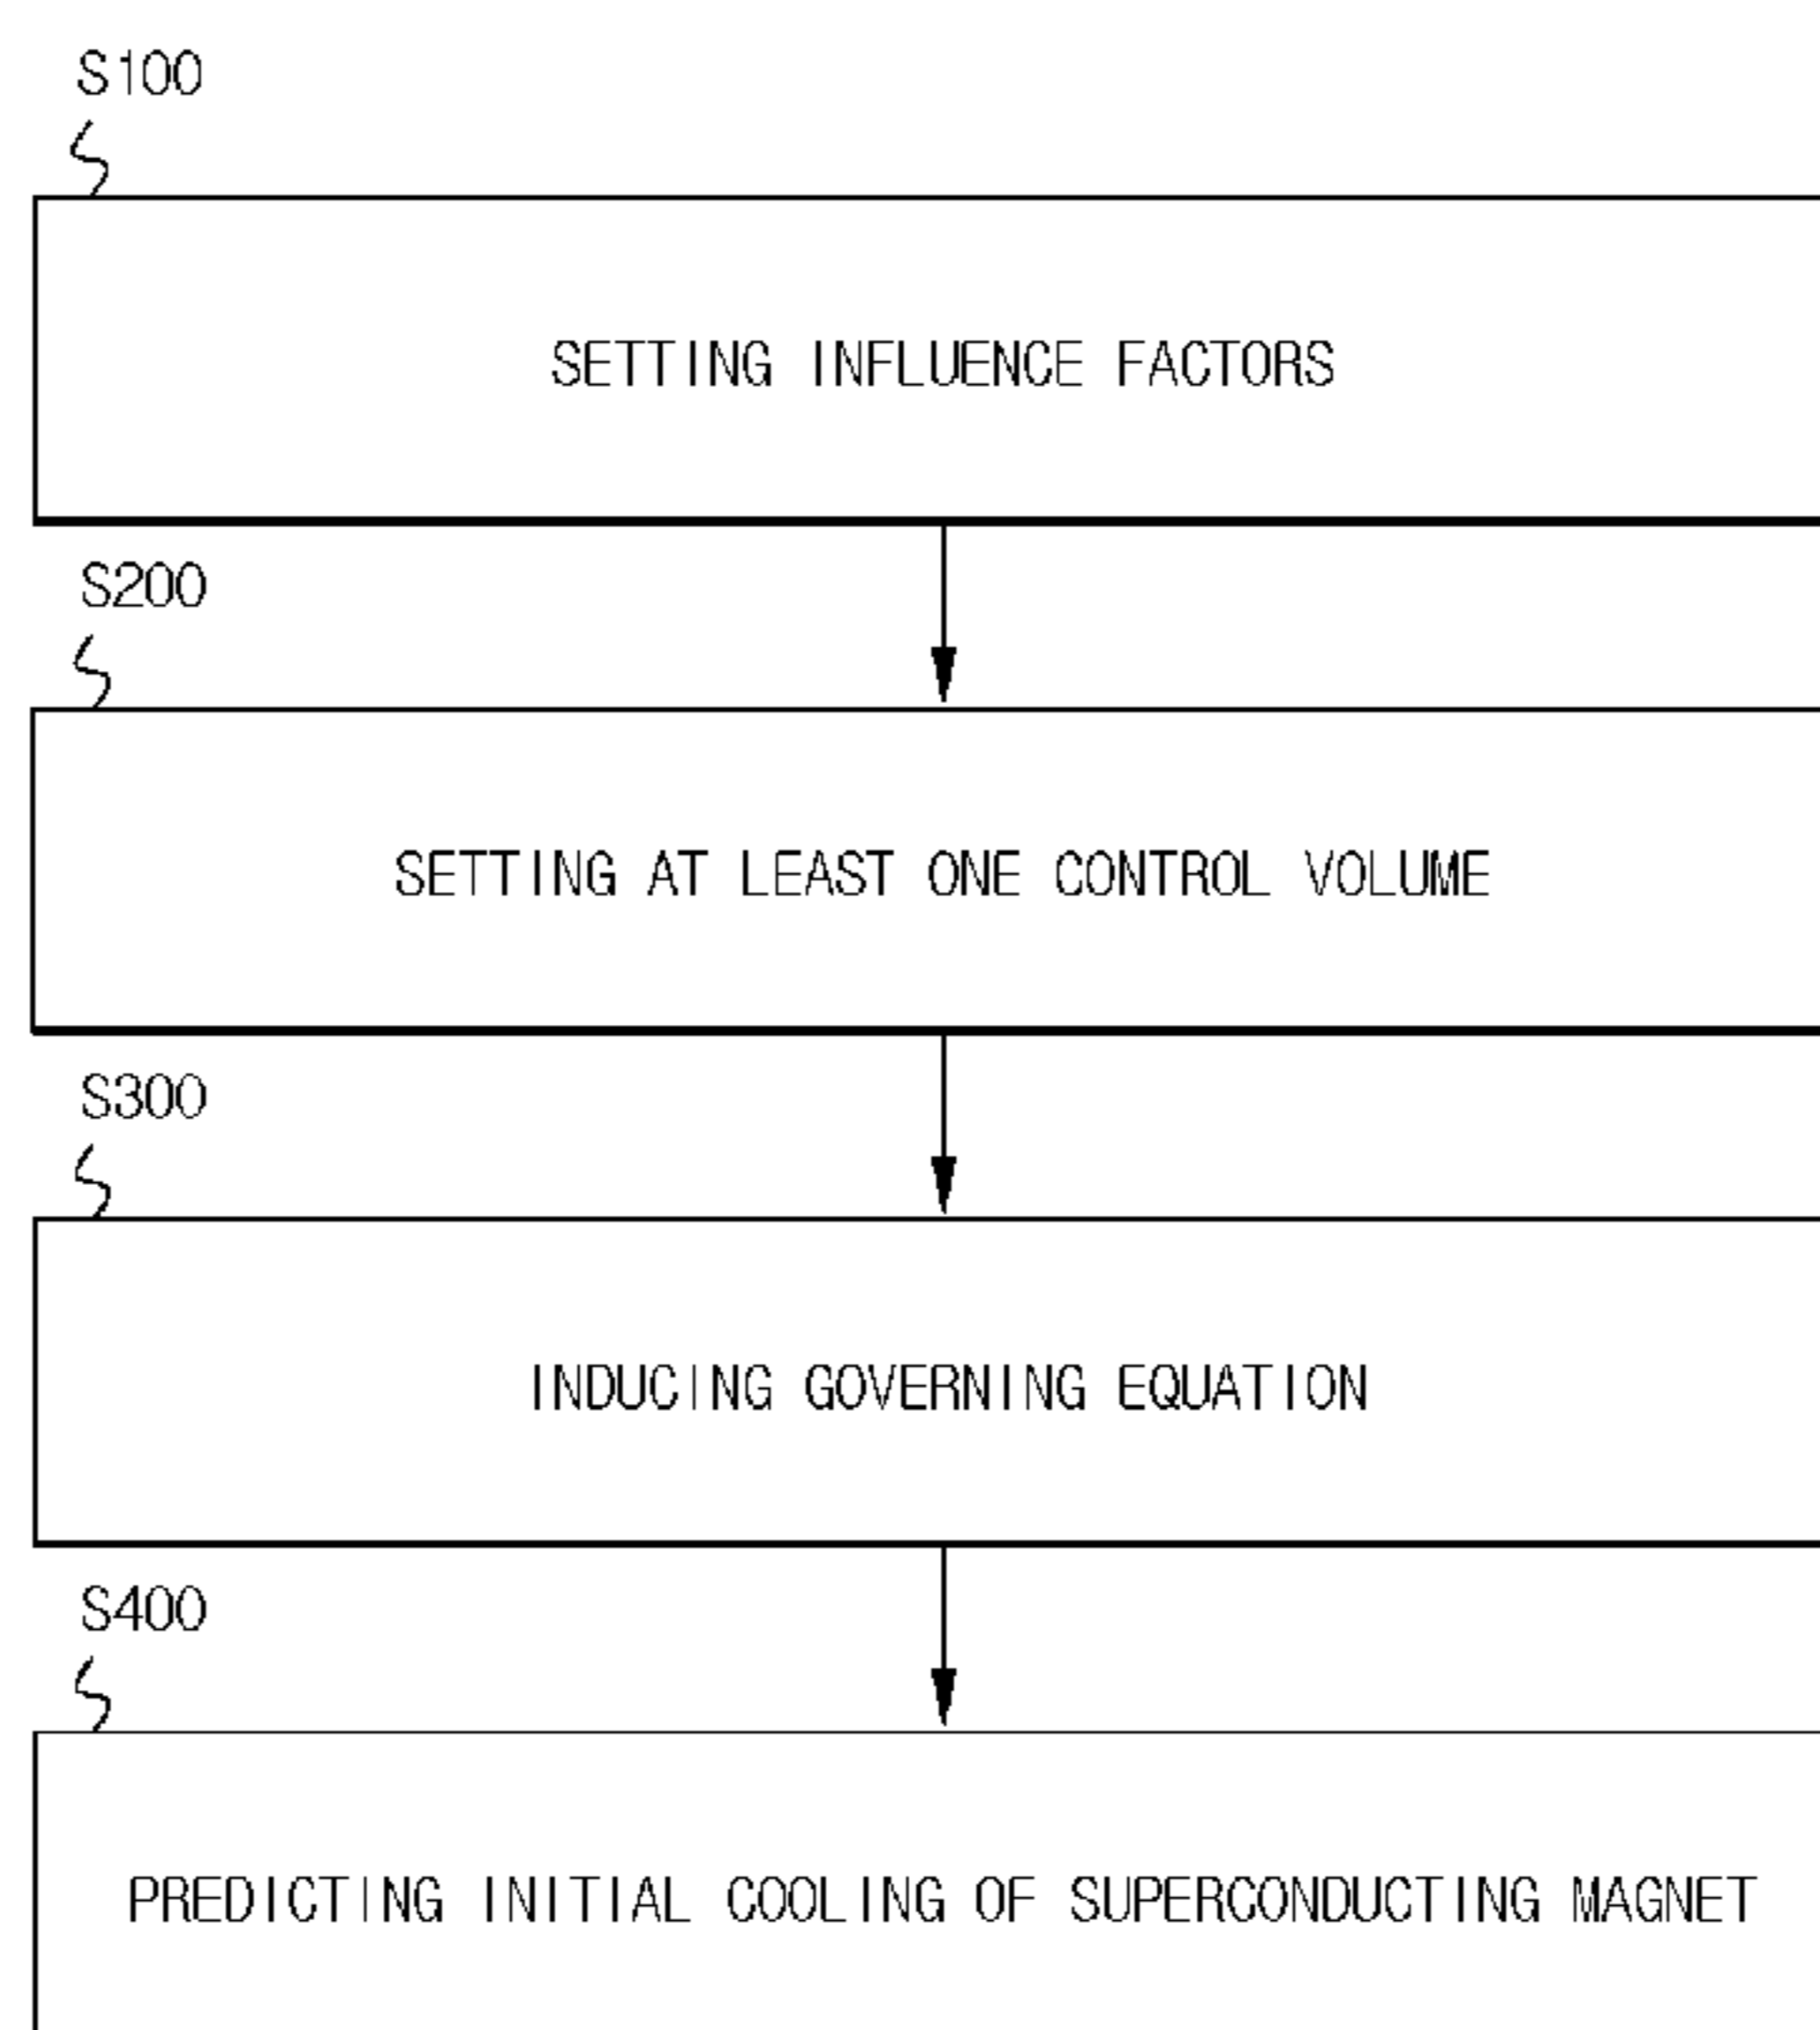 S100
SETTING INFLUENCE FACTORS
S200
SETTING AT LEAST ONE CONTROL VOLUME
S300
INDUCING GOVERNING EQUATION
S400
PREDICTING INITIAL COOLING OF SUPERCONDUCTING MAGNET